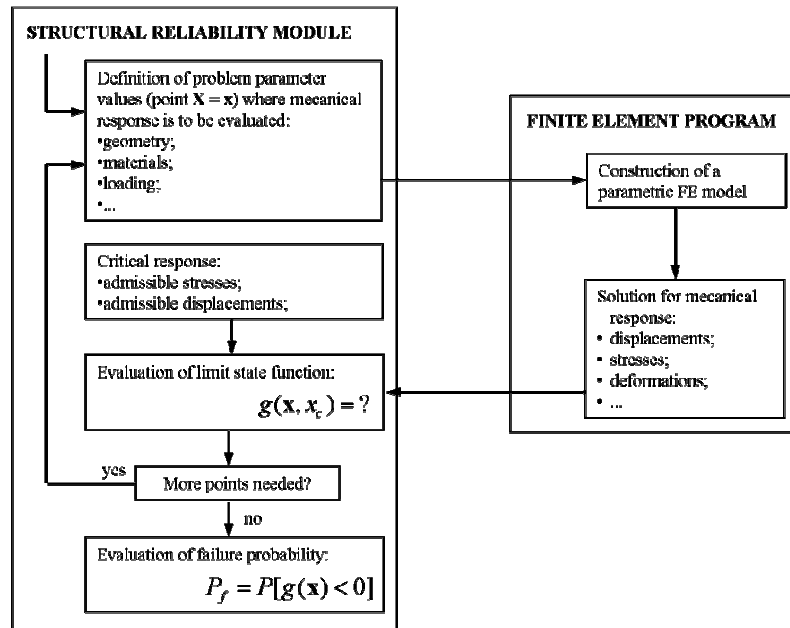 STRUCTURAL RELIABILITY MODULE
Definition of problem parameter
values (point X = x) where mecanical
response is to be evaluated:
•geometry;
•materials;
•loading;
•...
Critical response:
•admissible stresses;
•admissible displacements;
Evaluation of limit state function:
g(x, x_c) = ?
yes
More points needed?
no
Evaluation of failure probability:
P_f = P[g(x) < 0]
FINITE ELEMENT PROGRAM
Construction of a
parametric FE model
Solution for mecanical
response:
• displacements;
• stresses;
• deformations;
• ...